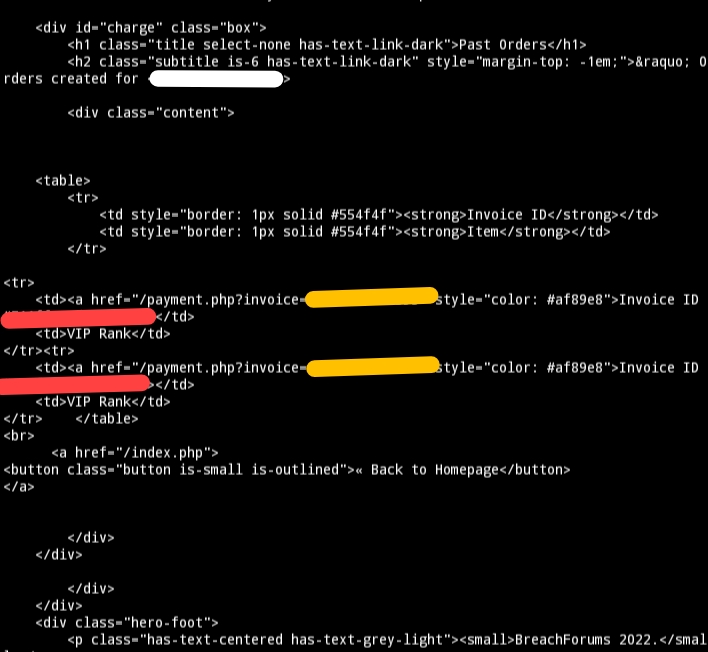 <div id="charge" class="box">
<h1 class="title select-none has-text-link-dark">Past Orders</h1>
<h2 class="subtitle is-6 has-text-link-dark" style="margin-top: -1em;">&raquo; O
rders created for >
<div class="content">
<table>
<tr>
<td style="border: 1px solid #554f4f"><strong>Invoice ID</strong></td>
<td style="border: 1px solid #554f4f"><strong>Item</strong></td>
</tr>
<tr>
<td><a href="/payment.php?invoice= style="color: #af89e8">Invoice ID
</td>
<td>VIP Rank</td>
</tr><tr>
<td><a href="/payment.php?invoice= style="color: #af89e8">Invoice ID
></td>
<td>VIP Rank</td>
</tr> </table>
<br>
<a href="/index.php">
<button class="button is-small is-outlined">« Back to Homepage</button>
</a>
</div>
</div>
</div>
</div>
<div class="hero-foot">
<p class="has-text-centered has-text-grey-light"><small>BreachForums 2022.</smal